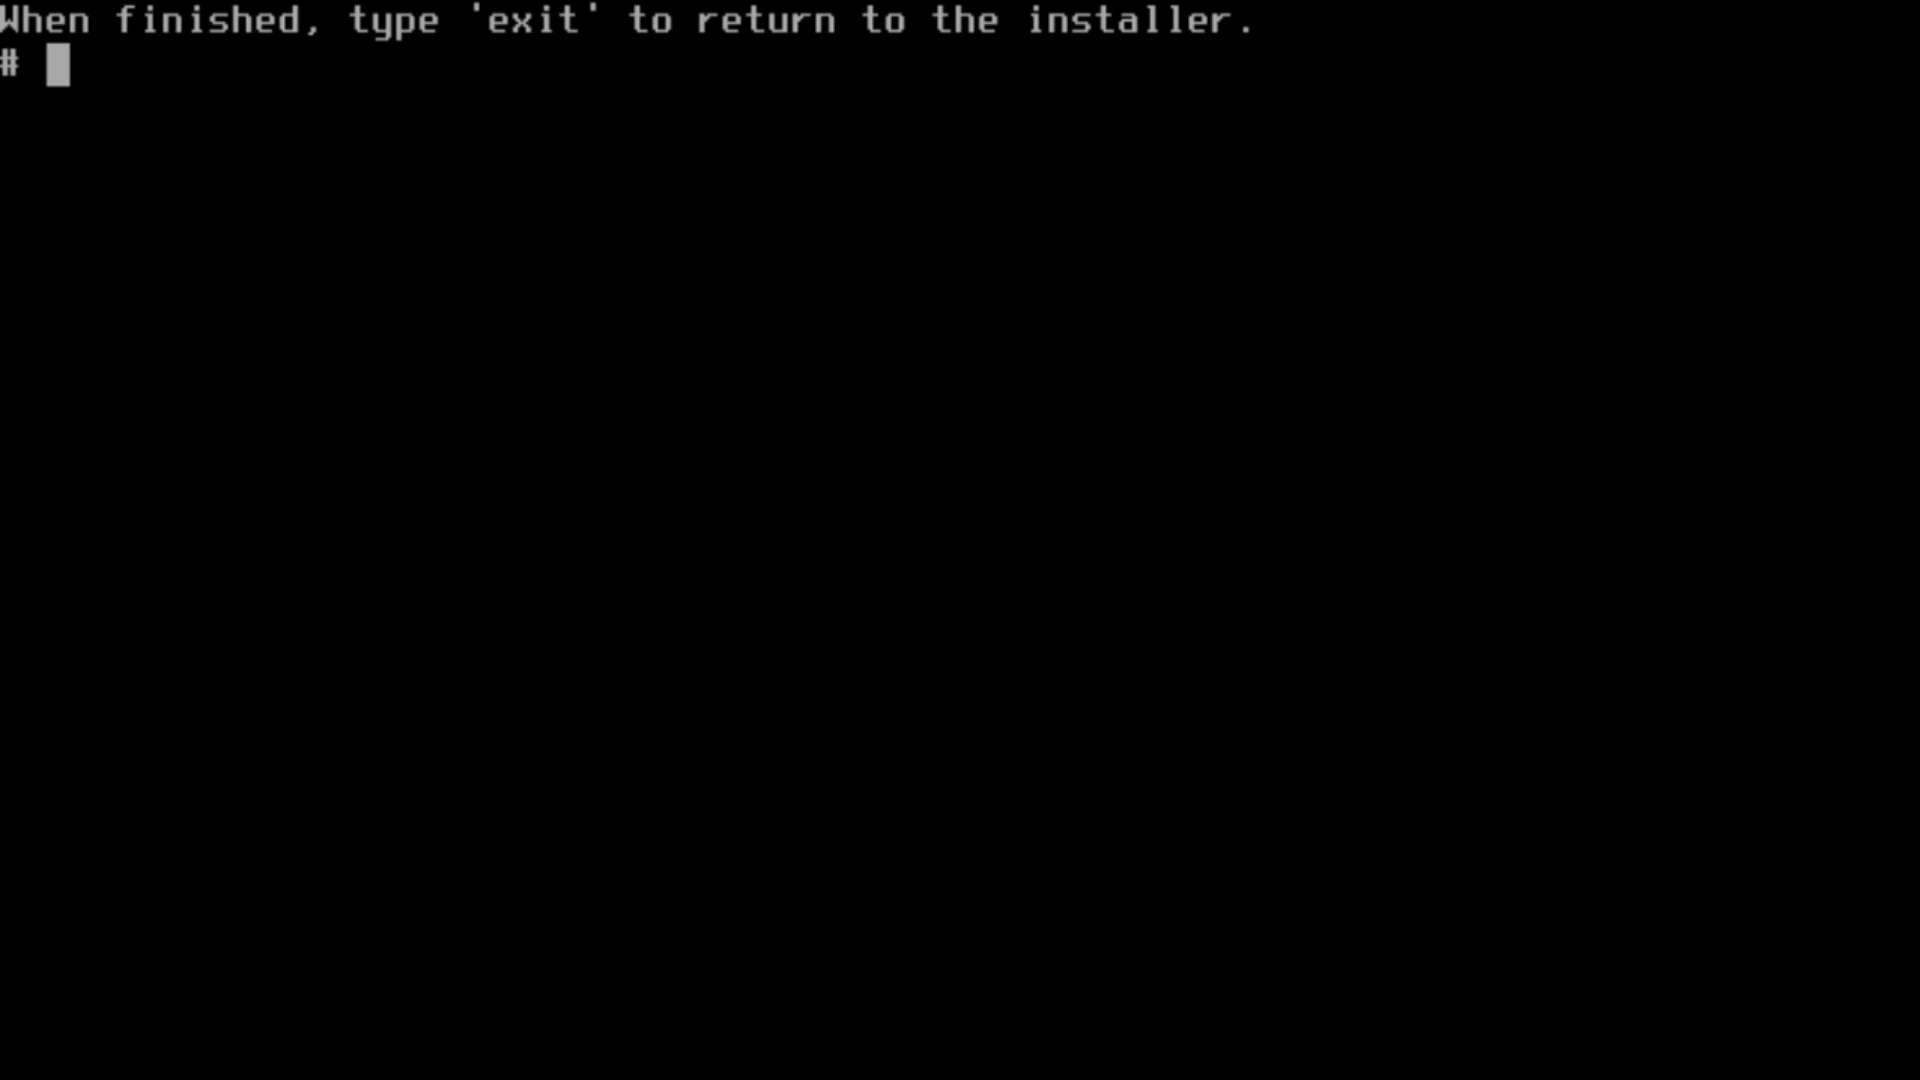 When finished, type 'exit' to return to the installer.
#